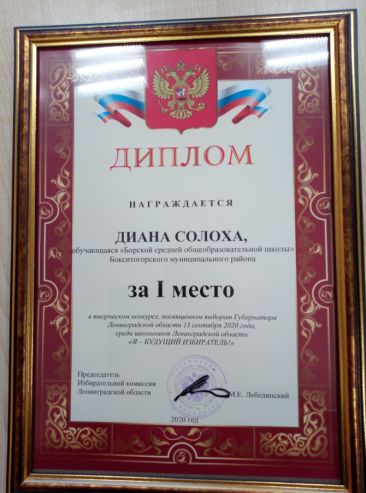 ДИПЛОМ
НАГРАЖДАЕТСЯ
ДИАНА СОЛОХА,
обучающаяся «Борской средней общеобразовательной школы»
Бокситогорского муниципального района
за I место
в творческом конкурсе, посвященном выборам Губернатора
Ленинградской области 13 сентября 2020 года,
среди школьников Ленинградской области
«Я – БУДУЩИЙ ИЗБИРАТЕЛЬ!»
Председатель
Избирательной комиссии
Ленинградской области М.Е. Лебединский
2020 год